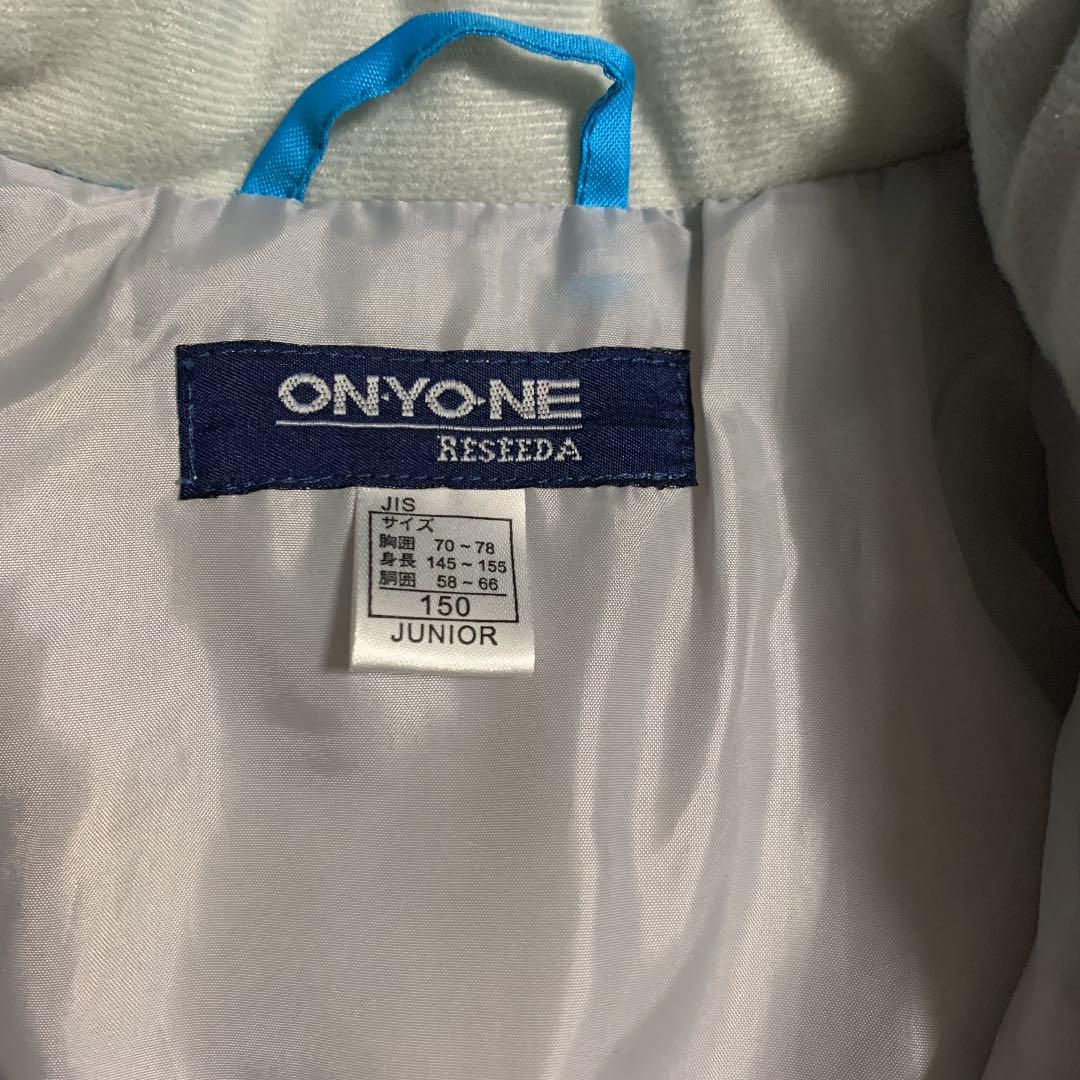 ON·YO·NE
RESEEDA
JIS
サイズ
胸囲 70~78
身長 145~155
胴囲 58~66
150
JUNIOR